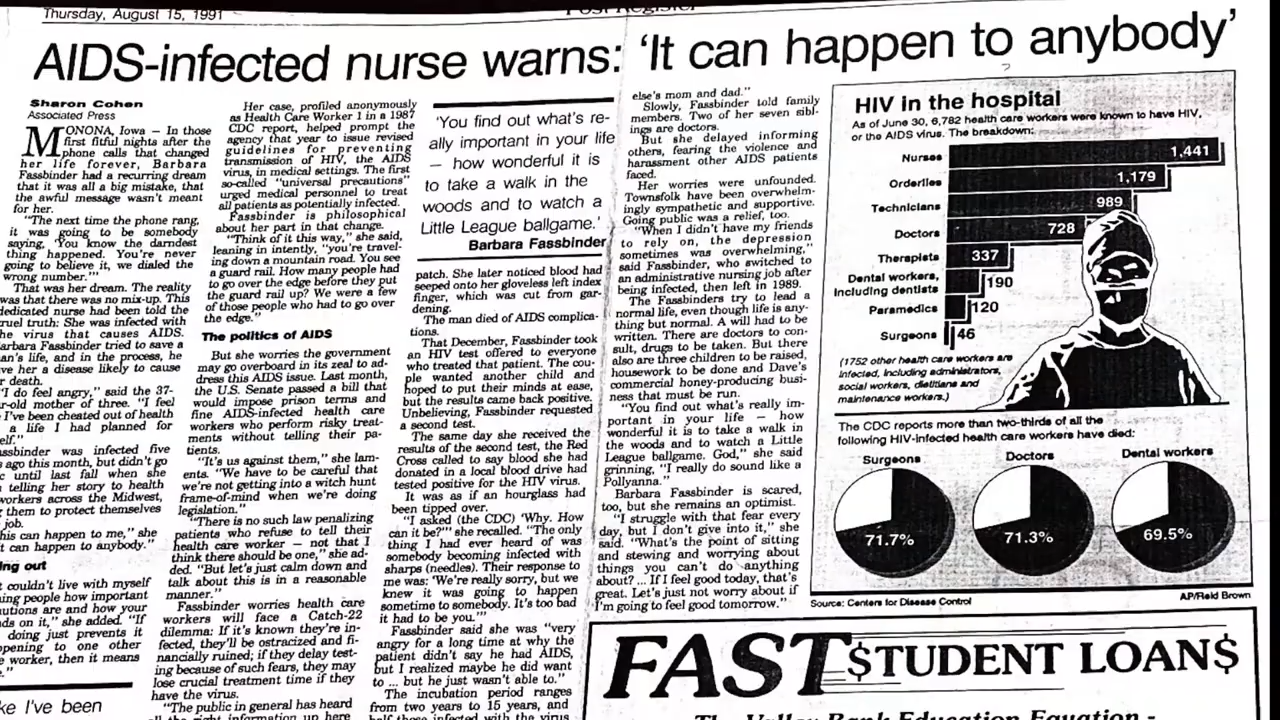 Thursday, August 15, 1991
Post Register
AIDS-infected nurse warns: ‘It can happen to anybody’
Sharon Cohen
Associated Press
MONONA, Iowa – In those
first fitful nights after the
phone calls that changed
her life forever, Barbara
Fassbinder had a recurring dream
that it was all a big mistake, that
the awful message wasn't meant
for her.
"The next time the phone rang,
it was going to be somebody
saying, 'You know the darndest
thing happened. You're never
going to believe it, we dialed the
wrong number.'"
That was her dream. The reality
was that there was no mix-up. This
dedicated nurse had been told the
ruel truth: She was infected with
he virus that causes AIDS.
arbara Fassbinder tried to save a
an's life, and in the process, he
ve her a disease likely to cause
r death.
"I do feel angry," said the 37-
r-old mother of three. "I feel
I've been cheated out of health
a life I had planned for
elf."
assbinder was infected five
s ago this month, but didn't go
c until last fall when she
telling her story to health
workers across the Midwest,
g them to protect themselves
job.
his can happen to me," she
t can happen to anybody."
ing out
t couldn't live with myself
ing people how important
utions are and how your
ds on it," she added. "If
doing just prevents it
pening to one other
e worker, then it means
."
ke I've been
Her case, profiled anonymously
as Health Care Worker 1 in a 1987
CDC report, helped prompt the
agency that year to issue revised
guidelines for preventing
transmission of HIV, the AIDS
virus, in medical settings. The first
so-called "universal precautions"
urged medical personnel to treat
all patients as potentially infected.
Fassbinder is philosophical
about her part in that change.
"Think of it this way," she said,
leaning in intently, "you're travel-
ing down a mountain road. You see
a guard rail. How many people had
to go over the edge before they put
the guard rail up? We were a few
of those people who had to go over
the edge."
The politics of AIDS
But she worries the government
may go overboard in its zeal to ad-
dress this AIDS issue. Last month,
the U.S. Senate passed a bill that
would impose prison terms and
fine AIDS-infected health care
workers who perform risky treat-
ments without telling their pa-
tients.
"It's us against them," she lam-
ents. "We have to be careful that
we're not getting into a witch hunt
frame-of-mind when we're doing
legislation."
"There is no such law penalizing
patients who refuse to tell their
health care worker — not that I
think there should be one," she ad-
ded. "But let's just calm down and
talk about this in a reasonable
manner."
Fassbinder worries health care
workers will face a Catch-22
dilemma: If it's known they're in-
fected, they'll be ostracized and fi-
nancially ruined; if they delay test-
ing because of such fears, they may
lose crucial treatment time if they
have the virus.
"The public in general has heard
all the right information up here
'You find out what's re-
ally important in your life
— how wonderful it is
to take a walk in the
woods and to watch a
Little League ballgame.'
Barbara Fassbinder
patch. She later noticed blood had
seeped onto her gloveless left index
finger, which was cut from gar-
dening.
The man died of AIDS complica-
tions.
That December, Fassbinder took
an HIV test offered to everyone
who treated that patient. The cou-
ple wanted another child and
hoped to put their minds at ease,
but the results came back positive.
Unbelieving, Fassbinder requested
a second test.
The same day she received the
results of the second test, the Red
Cross called to say blood she had
donated in a local blood drive had
tested positive for the HIV virus.
It was as if an hourglass had
been tipped over.
"I asked (the CDC) 'Why. How
can it be?'" she recalled. "The only
thing I had ever heard of was
somebody becoming infected with
sharps (needles). Their response to
me was: 'We're really sorry, but we
knew it was going to happen
sometime to somebody. It's too bad
it had to be you.'"
Fassbinder said she was "very
angry for a long time at why the
patient didn't say he had AIDS,
but I realized maybe he did want
to ... but he just wasn't able to."
The incubation period ranges
from two years to 15 years, and
half those infected with the virus
else's mom and dad."
Slowly, Fassbinder told family
members. Two of her seven sibl-
ings are doctors.
But she delayed informing
others, fearing the violence and
harassment other AIDS patients
faced.
Her worries were unfounded.
Townsfolk have been overwhelm-
ingly sympathetic and supportive.
Going public was a relief, too.
"When I didn't have my friends
to rely on, the depression
sometimes was overwhelming,"
said Fassbinder, who switched to
an administrative nursing job after
being infected, then left in 1989.
The Fassbinders try to lead a
normal life, even though life is any-
thing but normal. A will had to be
written. There are doctors to con-
sult, drugs to be taken. But there
also are three children to be raised,
housework to be done and Dave's
commercial honey-producing busi-
ness that must be run.
"You find out what's really im-
portant in your life — how
wonderful it is to take a walk in
the woods and to watch a Little
League ballgame. God," she said
grinning, "I really do sound like a
Pollyanna."
Barbara Fassbinder is scared,
too, but she remains an optimist.
"I struggle with that fear every
day, but I don't give into it," she
said. "What's the point of sitting
and stewing and worrying about
things you can't do anything
about? ... If I feel good today, that's
great. Let's just not worry about if
I'm going to feel good tomorrow."
HIV in the hospital
As of June 30, 6,782 health care workers were known to have HIV,
or the AIDS virus. The breakdown:
Nurses 1,441
Orderlies 1,179
Technicians 989
Doctors 728
Therapists 337
Dental workers,
including dentists 190
Paramedics 120
Surgeons 46
(1752 other health care workers are
infected, including administrators,
social workers, dietitians and
maintenance workers.)
The CDC reports more than two-thirds of all the
following HIV-infected health care workers have died:
Surgeons Doctors Dental workers
71.7% 71.3% 69.5%
Source: Centers for Disease Control AP/Reid Brown
FAST $TUDENT LOAN$
The Valley Bank Education Equation -